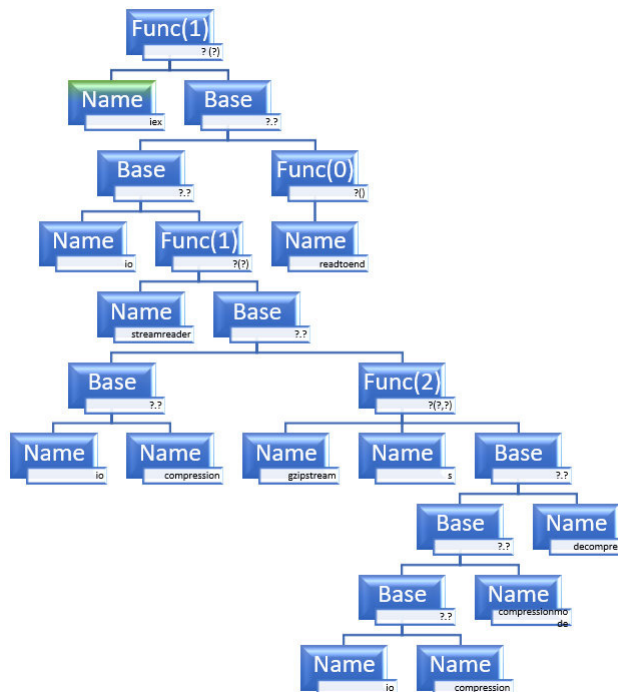 Func(1)
? (?)
Name
iex
Base
?.?
Base
?.?
Func(0)
?()
Name
io
Func(1)
?(?)
Name
readtoend
Name
streamreader
Base
?.?
Base
?.?
Func(2)
?(?,?)
Name
io
Name
compression
Name
gzipstream
Name
s
Base
?.?
Base
?.?
Name
decompre
Base
?.?
Name
compressionmo
de
Name
io
Name
compression